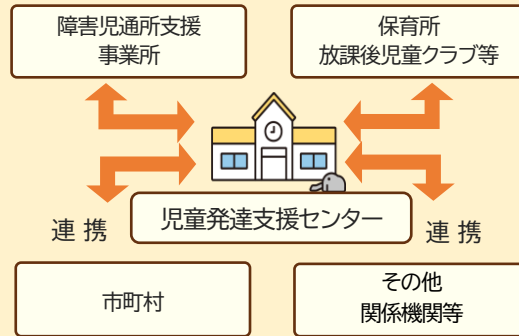 障害児通所支援
事業所
保育所
放課後児童クラブ等
連携
児童発達支援センター
連携
市町村
その他
関係機関等